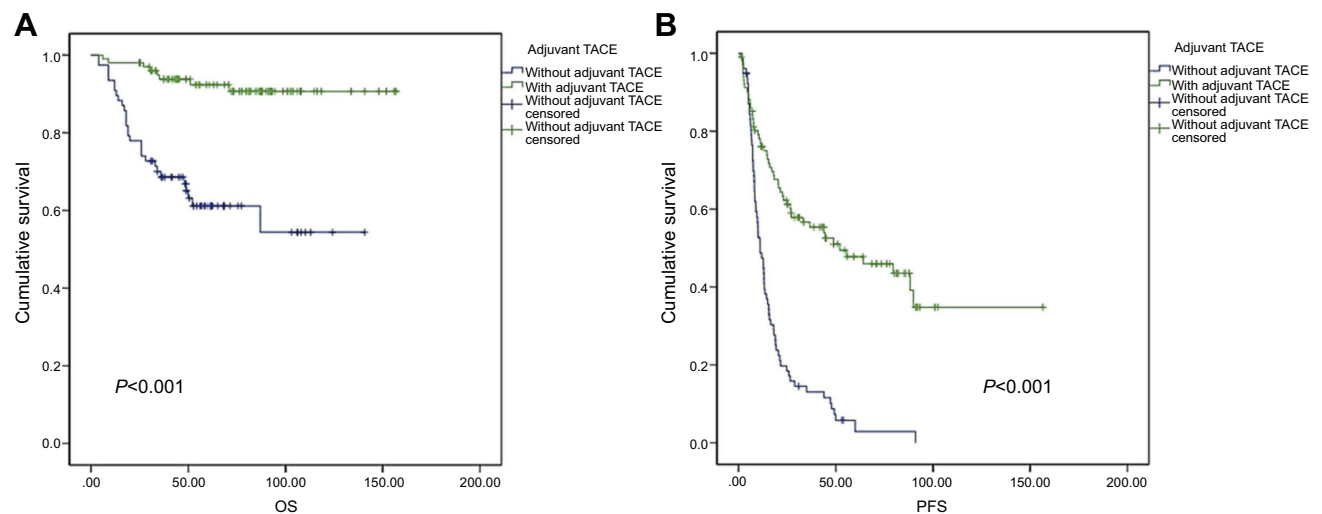 A
Adjuvant TACE
Without adjuvant TACE
With adjuvant TACE
Without adjuvant TACE
censored
Without adjuvant TACE
censored
Cumulative survival
1.0
0.8
0.6
0.4
0.2
0.0
P<0.001
.00 50.00 100.00 150.00 200.00
OS
B
Adjuvant TACE
Without adjuvant TACE
With adjuvant TACE
Without adjuvant TACE
censored
Without adjuvant TACE
censored
Cumulative survival
1.0
0.8
0.6
0.4
0.2
0.0
P<0.001
.00 50.00 100.00 150.00 200.00
PFS